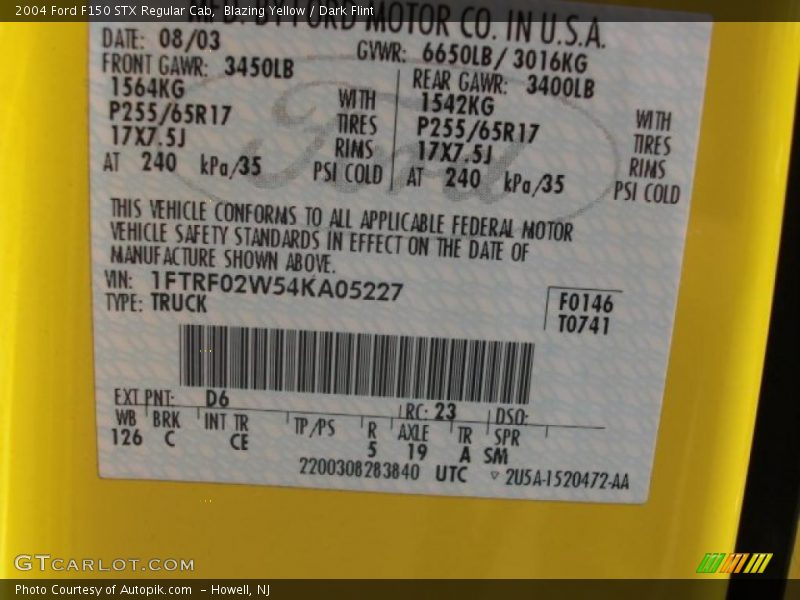 2004 Ford F150 STX Regular Cab, Blazing Yellow / Dark Flint
MFD. BY FORD MOTOR CO. IN U.S.A.
DATE: 08/03 GVWR: 6650LB/ 3016KG
FRONT GAWR: 3450LB REAR GAWR: 3400LB
1564KG WITH 1542KG WITH
P255/65R17 TIRES P255/65R17 TIRES
17X7.5J RIMS 17X7.5J RIMS
AT 240 kPa/35 PSI COLD AT 240 kPa/35 PSI COLD
THIS VEHICLE CONFORMS TO ALL APPLICABLE FEDERAL MOTOR
VEHICLE SAFETY STANDARDS IN EFFECT ON THE DATE OF
MANUFACTURE SHOWN ABOVE.
VIN: 1FTRF02W54KA05227 F0146
TYPE: TRUCK T0741
EXT PNT: D6 RC: 23 DSO:
WB BRK INT TR TP/PS R AXLE TR SPR
126 C CE 5 19 A SM
2200308283840 UTC ▽ 2U5A-1520472-AA
GTCARLOT.COM
Photo Courtesy of Autopik.com - Howell, NJ